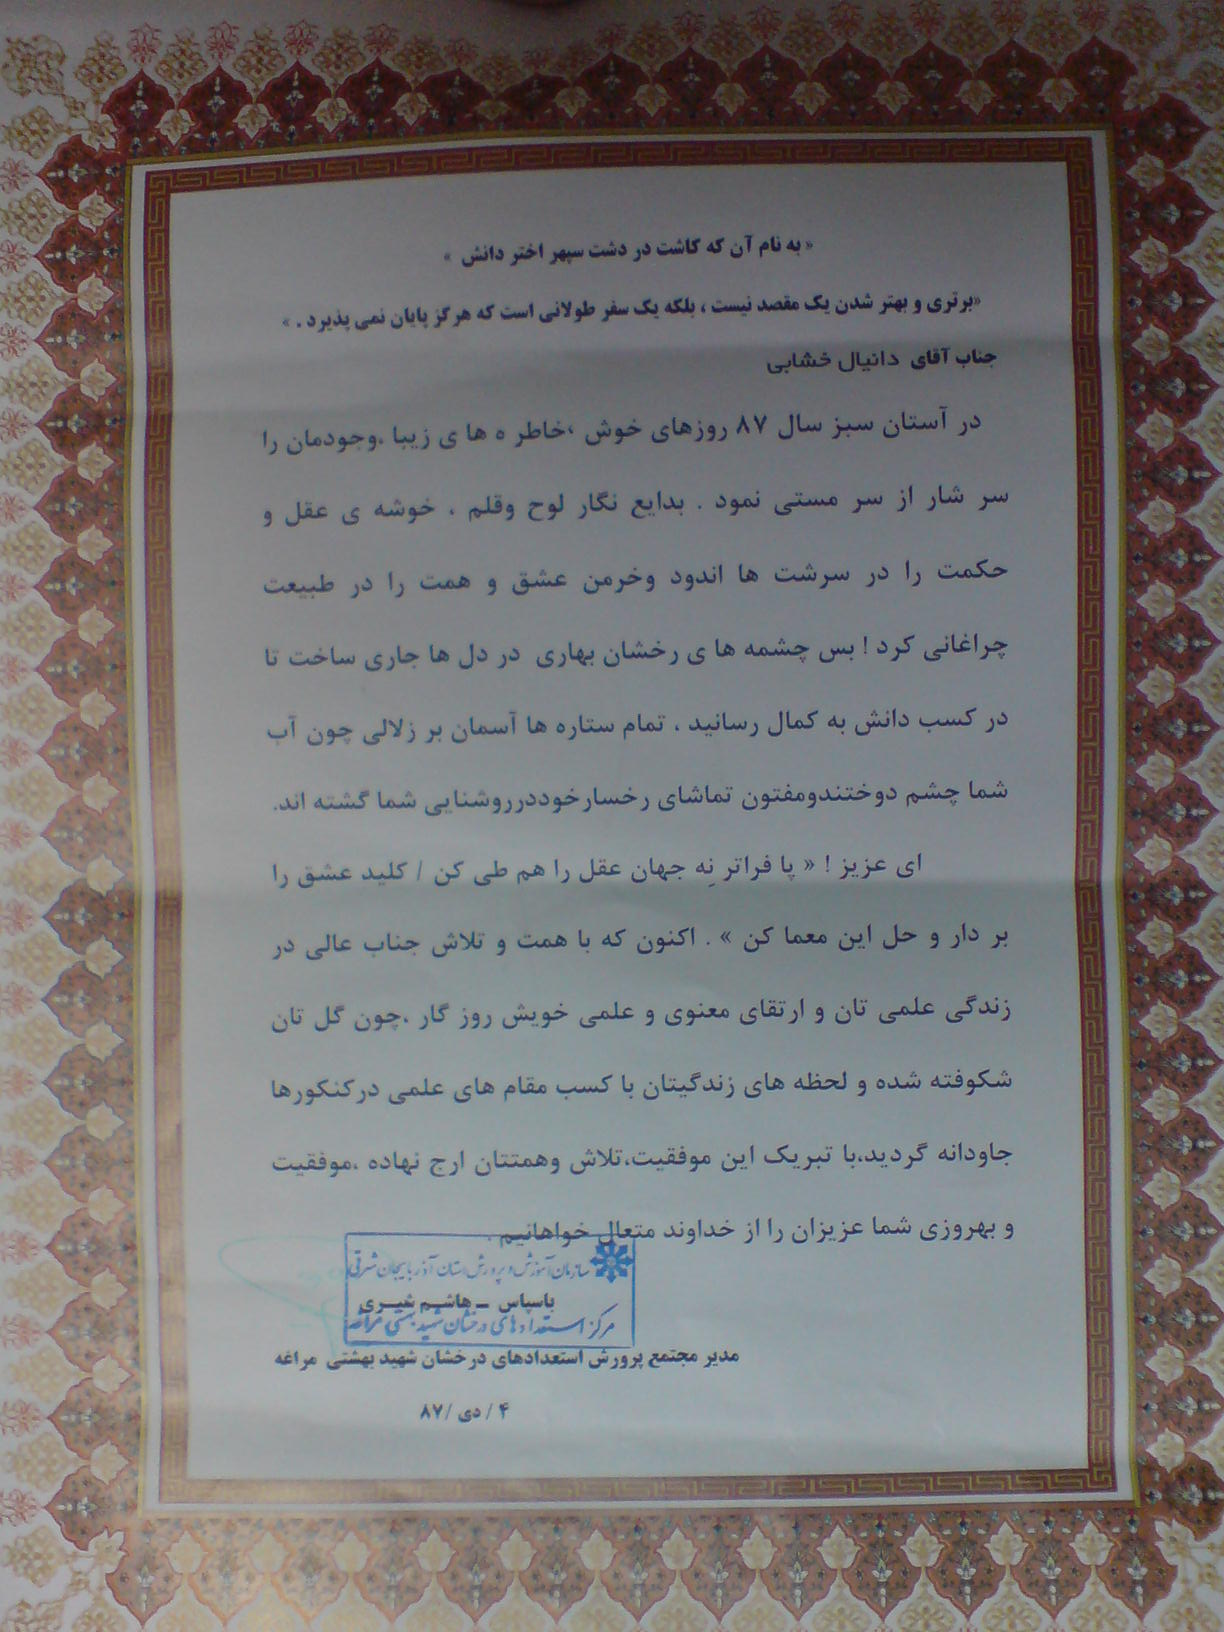 « به نام آن که کاشت در دشت سپهر اختر دانش »
«برتری و بهتر شدن یک مقصد نیست ، بلکه یک سفر طولانی است که هرگز پایان نمی پذیرد . »
جناب آقای دانیال خشابی
در آستان سبز سال ۸۷ روزهای خوش ،خاطر ه ها ی زیبا ،وجودمان را
سر شار از سر مستی نمود . بدایع نگار لوح وقلم ، خوشه ی عقل و
حکمت را در سرشت ها اندود وخرمن عشق و همت را در طبیعت
چراغانی کرد ! بس چشمه ها ی رخشان بهاری در دل ها جاری ساخت تا
در کسب دانش به کمال رسانید ، تمام ستاره ها آسمان بر زلالی چون آب
شما چشم دوختندومفتون تماشای رخسارخوددرروشنایی شما گشته اند.
ای عزیز ! « پا فراتر نِه جهان عقل را هم طی کن / کلید عشق را
بر دار و حل این معما کن » . اکنون که با همت و تلاش جناب عالی در
زندگی علمی تان و ارتقای معنوی و علمی خویش روز گار ،چون گل تان
شکوفته شده و لحظه های زندگیتان با کسب مقام های علمی درکنکورها
جاودانه گردید،با تبریک این موفقیت،تلاش وهمتتان ارج نهاده ،موفقیت
و بهروزی شما عزیزان را از خداوند متعال خواهانیم .
سازمان آموزش و پرورش استان آذربایجان شرقی
باسپاس – هاشم شیری
مرکز استعدادهای درخشان شهید بهشتی مراغه
مدیر مجتمع پرورش استعدادهای درخشان شهید بهشتی مراغه
۴ / دی /۸۷